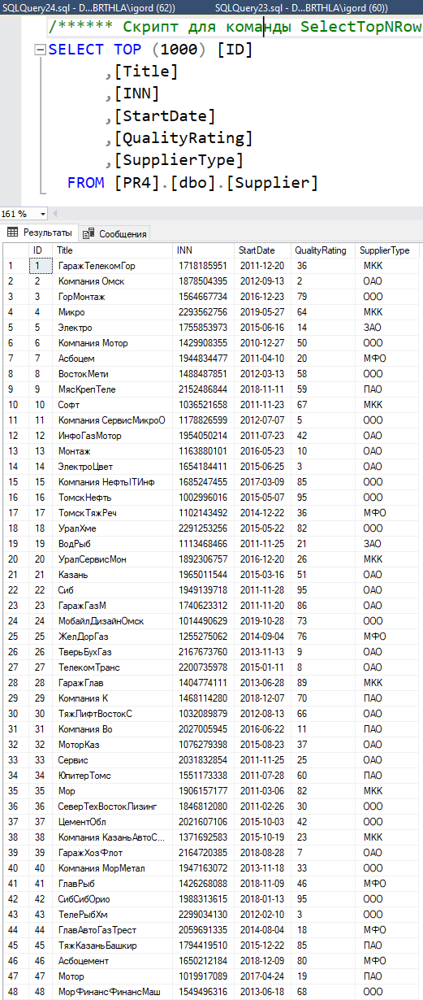 SQLQuery24.sql - D...BRTHLA\igord (62)) SQLQuery23.sql - D...BRTHLA\igord (60))
/****** Скрипт для команды SelectTopNRow
SELECT TOP (1000) [ID]
,[Title]
,[INN]
,[StartDate]
,[QualityRating]
,[SupplierType]
FROM [PR4].[dbo].[Supplier]
161 %
Результаты Сообщения
ID Title INN StartDate QualityRating SupplierType
1 1 ГаражТелекомГор 1718185951 2011-12-20 36 МКК
2 2 Компания Омск 1878504395 2012-09-13 2 ОАО
3 3 ГорМонтаж 1564667734 2016-12-23 79 ООО
4 4 Микро 2293562756 2019-05-27 64 МКК
5 5 Электро 1755853973 2015-06-16 14 ЗАО
6 6 Компания Мотор 1429908355 2010-12-27 50 ООО
7 7 Асбоцем 1944834477 2011-04-10 20 МФО
8 8 ВостокМети 1488487851 2012-03-13 58 ООО
9 9 МясКрепТеле 2152486844 2018-11-11 59 ПАО
10 10 Софт 1036521658 2011-11-23 67 МКК
11 11 Компания СервисМикроО 1178826599 2012-07-07 5 ООО
12 12 ИнфоГазМотор 1954050214 2011-07-23 42 ОАО
13 13 Монтаж 1163880101 2016-05-23 10 ОАО
14 14 ЭлектроЦвет 1654184411 2015-06-25 3 ОАО
15 15 Компания НефтьITИнф 1685247455 2017-03-09 85 ООО
16 16 ТомскНефть 1002996016 2015-05-07 95 ООО
17 17 ТомскТяжРеч 1102143492 2014-12-22 36 МФО
18 18 УралХме 2291253256 2015-05-22 82 ООО
19 19 ВодРыб 1113468466 2011-11-25 21 ЗАО
20 20 УралСервисМон 1892306757 2016-12-20 26 МКК
21 21 Казань 1965011544 2015-03-16 51 ОАО
22 22 Сиб 1949139718 2011-11-28 95 ОАО
23 23 ГаражГазМ 1740623312 2011-11-20 86 ОАО
24 24 МобайлДизайнОмск 1014490629 2019-10-28 73 ООО
25 25 ЖелДорГаз 1255275062 2014-09-04 76 МФО
26 26 ТверьБухГаз 2167673760 2013-11-13 9 ОАО
27 27 ТелекомТранс 2200735978 2015-01-11 8 ОАО
28 28 ГаражГлав 1404774111 2013-06-28 89 МКК
29 29 Компания К 1468114280 2018-12-07 70 ПАО
30 30 ТяжЛифтВостокС 1032089879 2012-08-13 66 ОАО
31 31 Компания Во 2027005945 2016-06-22 11 ПАО
32 32 МоторКаз 1076279398 2015-08-23 37 ОАО
33 33 Сервис 2031832854 2011-11-25 25 ОАО
34 34 ЮпитерТомс 1551173338 2011-07-28 60 ПАО
35 35 Мор 1906157177 2011-03-06 82 МКК
36 36 СеверТехВостокЛизинг 1846812080 2011-02-26 30 ООО
37 37 ЦементОбл 2021607106 2015-10-03 42 ООО
38 38 Компания КазаньАвтоС... 1371692583 2015-10-19 23 МКК
39 39 ГаражХозФлот 2164720385 2018-08-28 7 ОАО
40 40 Компания МорМетал 1947163072 2013-11-18 33 ООО
41 41 ГлавРыб 1426268088 2018-11-09 46 МФО
42 42 СибСибОрио 1988313615 2018-01-13 95 ООО
43 43 ТелеРыбХм 2299034130 2012-02-10 3 ООО
44 44 ГлавАвтоГазТрест 2059691335 2014-08-04 18 МФО
45 45 ТяжКазаньБашкир 1794419510 2015-12-22 85 ПАО
46 46 Асбоцемент 1650212184 2018-12-09 80 МФО
47 47 Мотор 1019917089 2017-04-24 19 ПАО
48 48 МорФинансФинансМаш 1549496316 2013-06-18 68 ООО